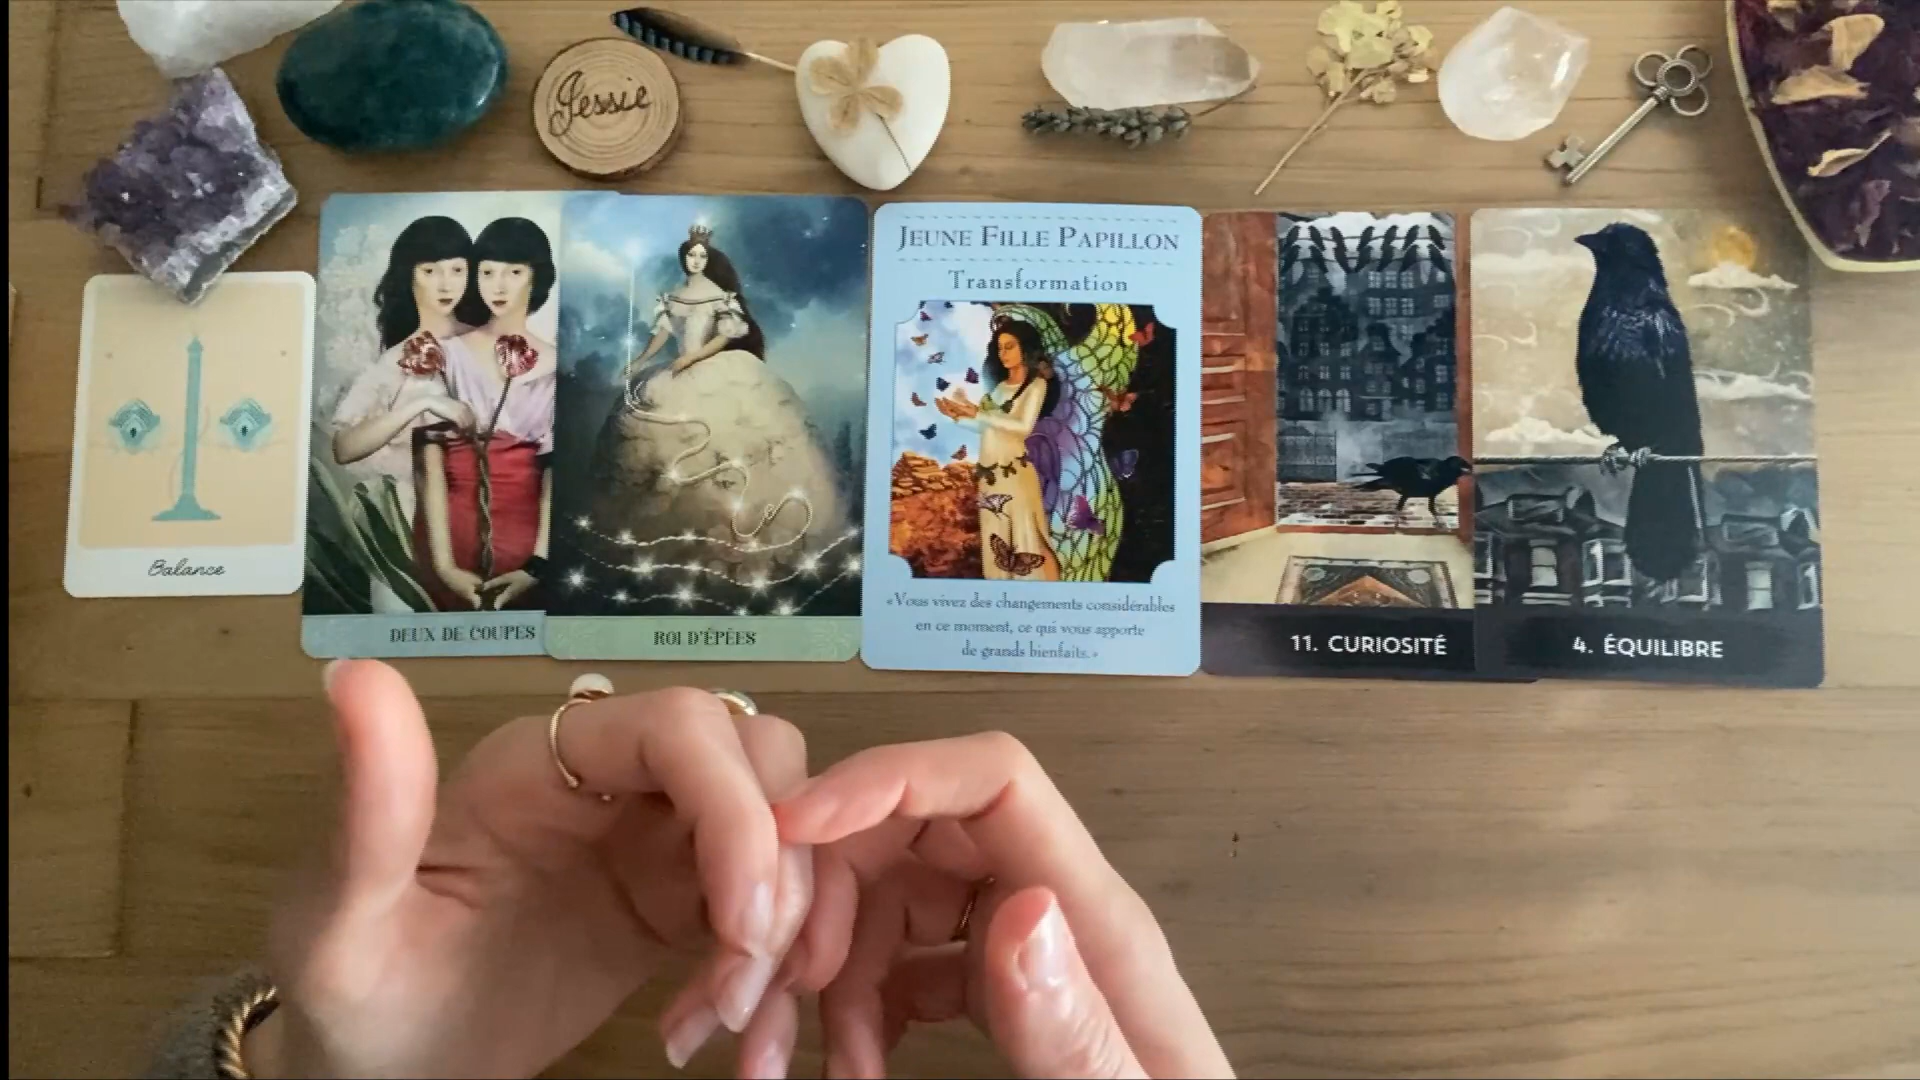 Jessie
Balance
DEUX DE COUPES
ROI D'ÉPÉES
JEUNE FILLE PAPILLON
Transformation
«Vous vivez des changements considérables
en ce moment, ce qui vous apporte
de grands bienfaits.»
11. CURIOSITÉ
4. ÉQUILIBRE